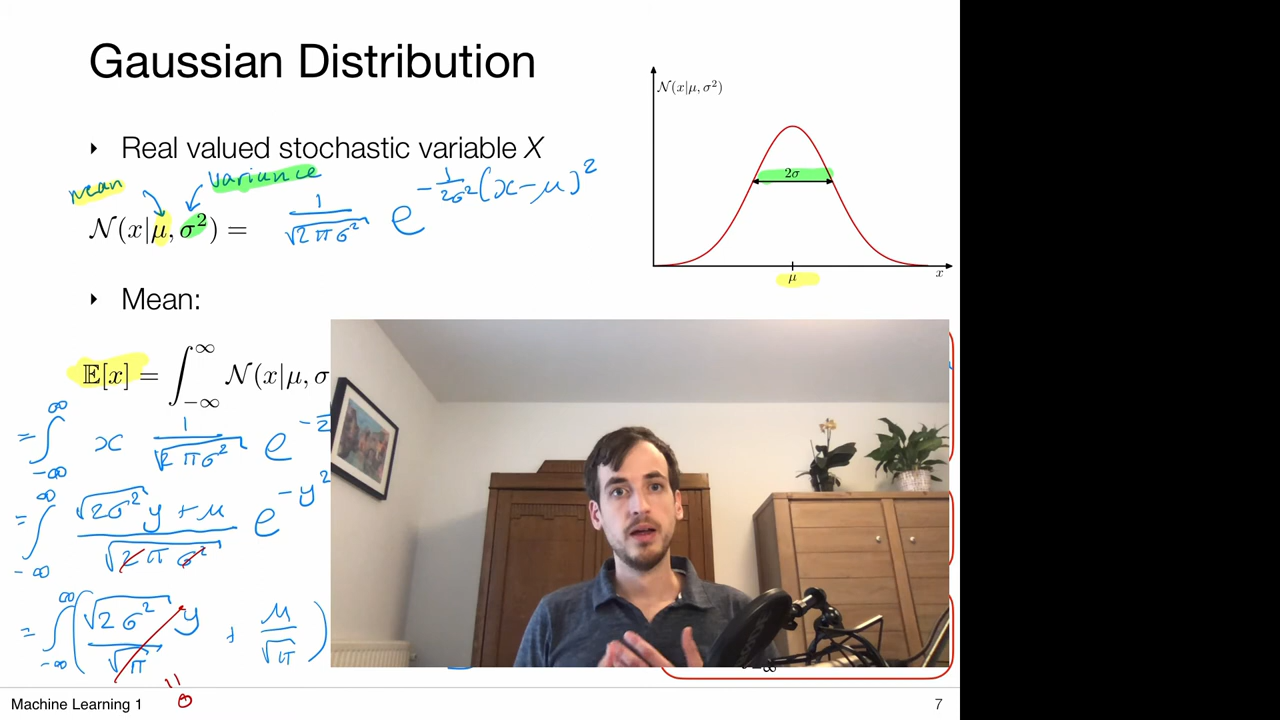 Gaussian Distribution
N(x|μ, σ²)
‣ Real valued stochastic variable X
mean variance
2σ
N(x|μ, σ²) = 1/√(2πσ²) e^(-1/(2σ²)(x-μ)²)
μ x
‣ Mean:
𝔼[x] = ∫_{-∞}^{∞} N(x|μ, σ
= ∫_{-∞}^{∞} x 1/√(2πσ²) e
= ∫_{-∞}^{∞} (√(2σ²) y + μ)/√(2πσ²) e^(-y²
= ∫_{-∞}^{∞} (√(2σ²)/√π y + μ/√π)
0
Machine Learning 1 7